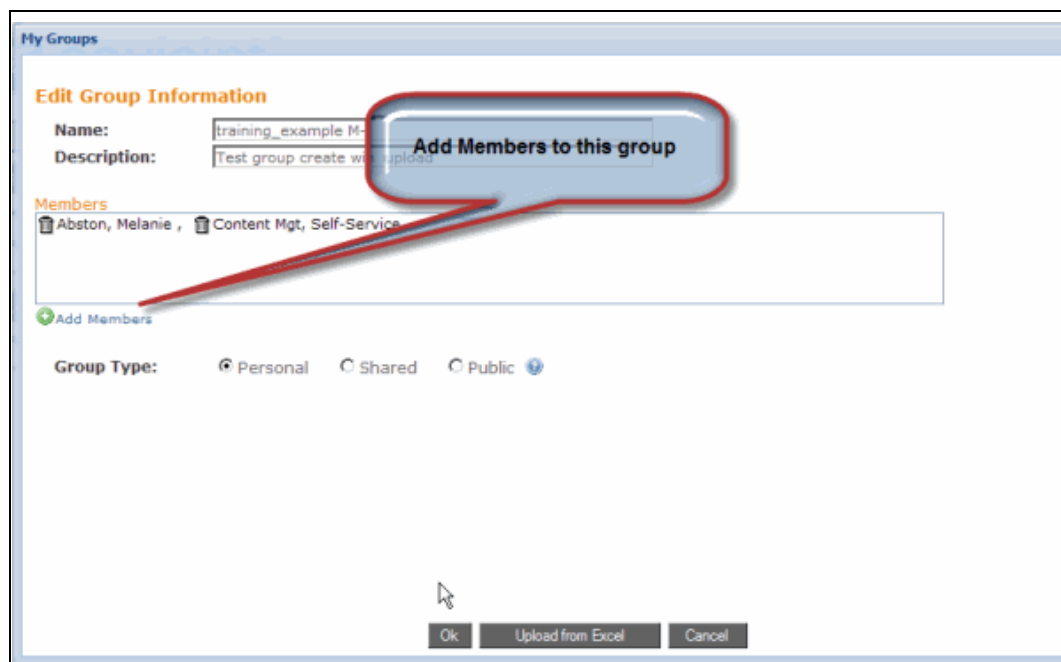 My Groups
Edit Group Information
Name: training_example M-
Add Members to this group
Description: Test group create upload
Members
Abston, Melanie , Content Mgt, Self-Service
Add Members
Group Type: Personal Shared Public ?
Ok Upload from Excel Cancel